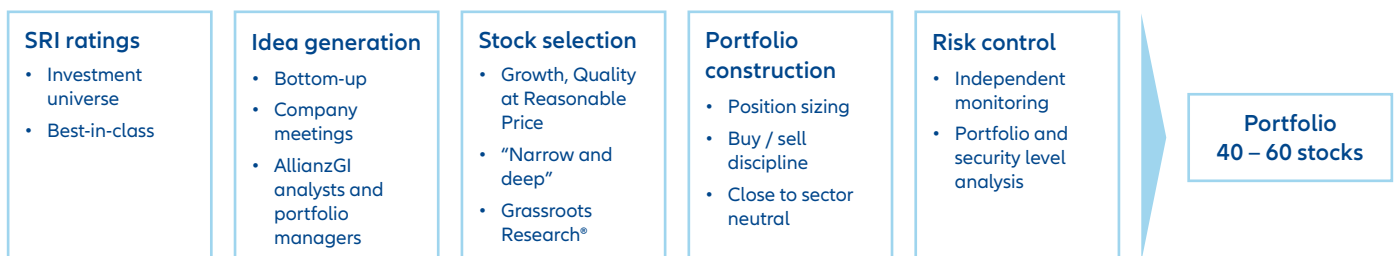 SRI ratings
• Investment
universe
• Best-in-class
Idea generation
• Bottom-up
• Company
meetings
• AllianzGI
analysts and
portfolio
managers
Stock selection
• Growth, Quality
at Reasonable
Price
• “Narrow and
deep”
• Grassroots
Research®
Portfolio
construction
• Position sizing
• Buy / sell
discipline
• Close to sector
neutral
Risk control
• Independent
monitoring
• Portfolio and
security level
analysis
Portfolio
40 – 60 stocks